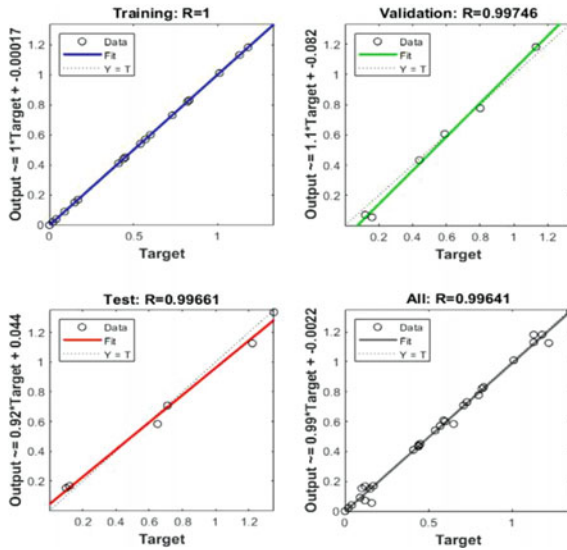 Training: R=1
Output ~= 1*Target + -0.00017
1.2
1
0.8
0.6
0.4
0.2
0
Data
Fit
Y = T
0
0.5
1
Target
Validation: R=0.99746
Output ~= 1.1*Target + -0.082
1.2
1
0.8
0.6
0.4
0.2
Data
Fit
Y = T
0.2
0.4
0.6
0.8
1
1.2
Target
Test: R=0.99661
Output ~= 0.92*Target + 0.044
1.2
1
0.8
0.6
0.4
0.2
Data
Fit
Y = T
0.2
0.4
0.6
0.8
1
1.2
Target
All: R=0.99641
Output ~= 0.99*Target + -0.0022
1.2
1
0.8
0.6
0.4
0.2
0
Data
Fit
Y = T
0
0.5
1
Target